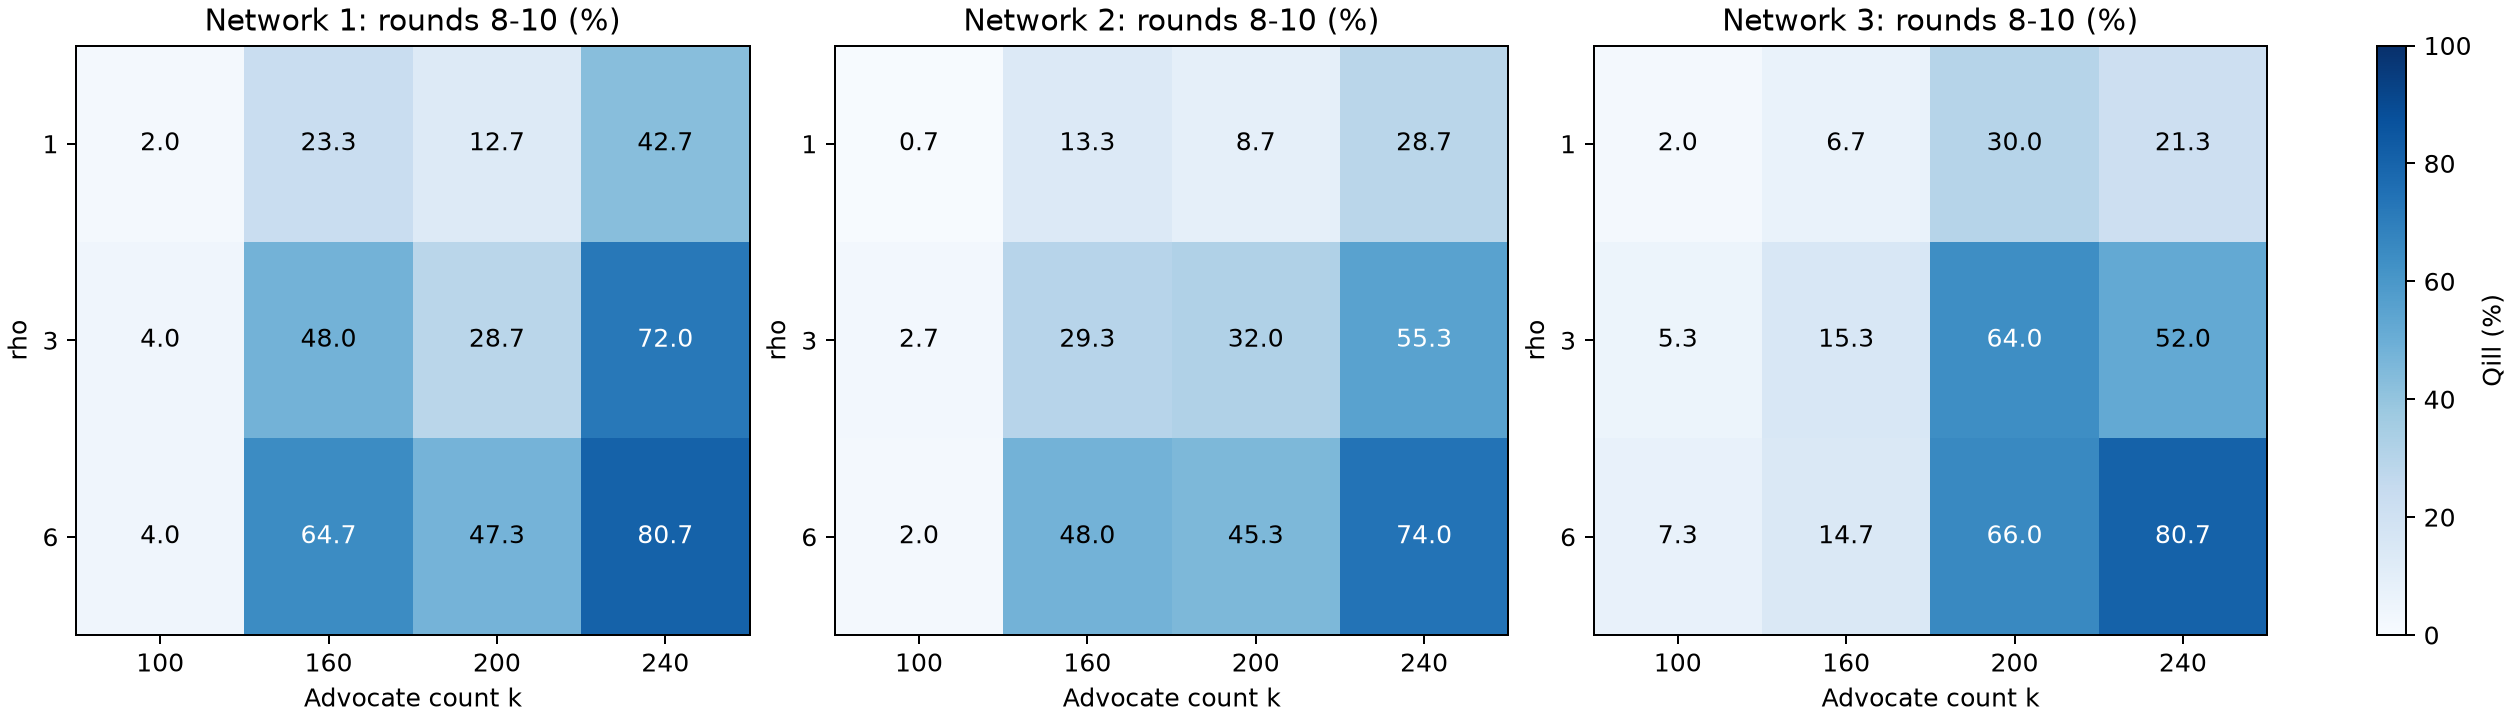 Network 1: rounds 8-10 (%)
Network 2: rounds 8-10 (%)
Network 3: rounds 8-10 (%)
rho
1 2.0 23.3 12.7 42.7
3 4.0 48.0 28.7 72.0
6 4.0 64.7 47.3 80.7
100 160 200 240
Advocate count k
rho
1 0.7 13.3 8.7 28.7
3 2.7 29.3 32.0 55.3
6 2.0 48.0 45.3 74.0
100 160 200 240
Advocate count k
rho
1 2.0 6.7 30.0 21.3
3 5.3 15.3 64.0 52.0
6 7.3 14.7 66.0 80.7
100 160 200 240
Advocate count k
100
80
60
40
20
0
Qill (%)